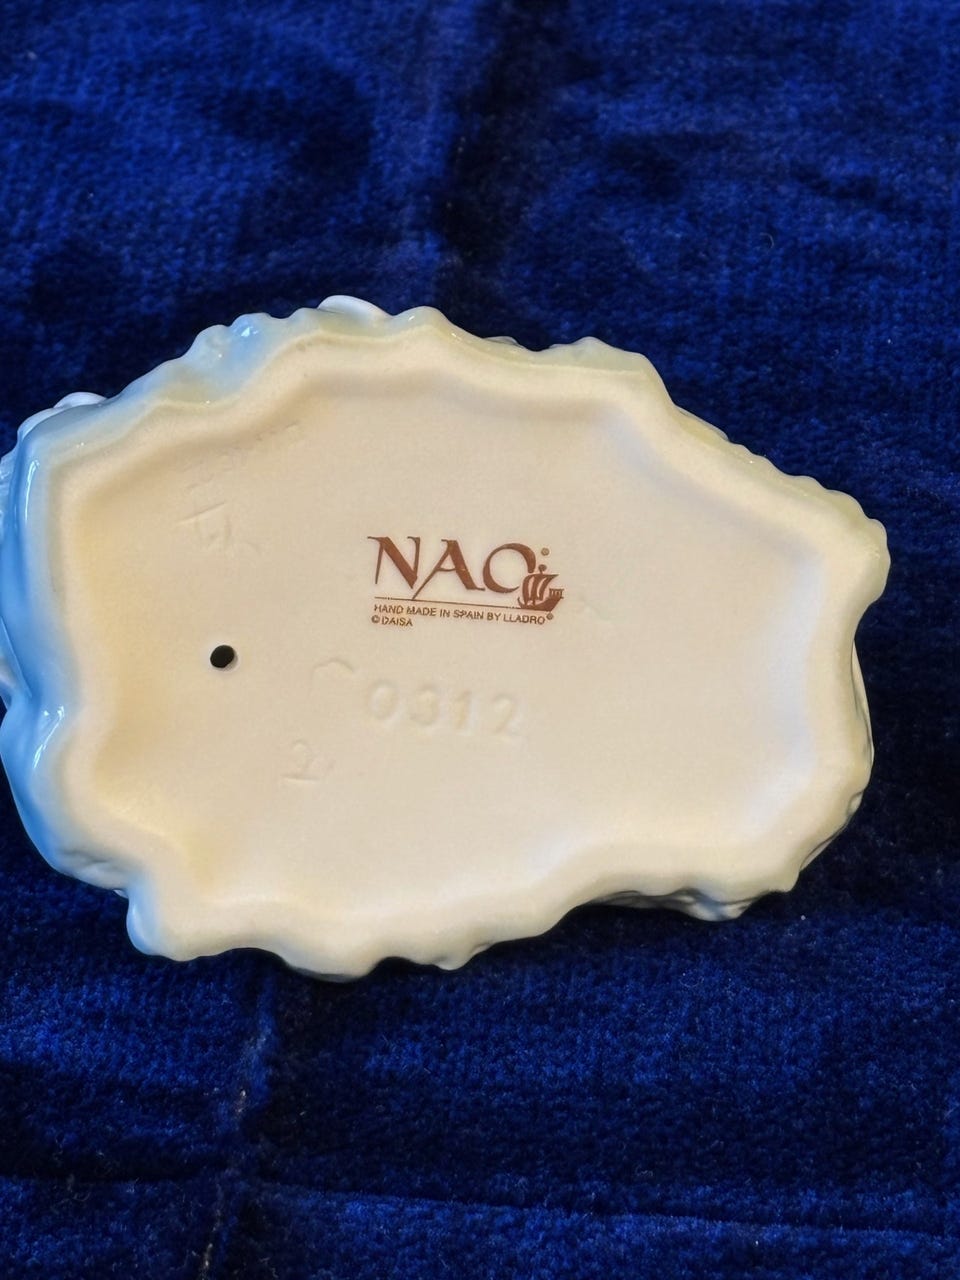 NAO
HAND MADE IN SPAIN BY LLADRO®
© DAISA
0312